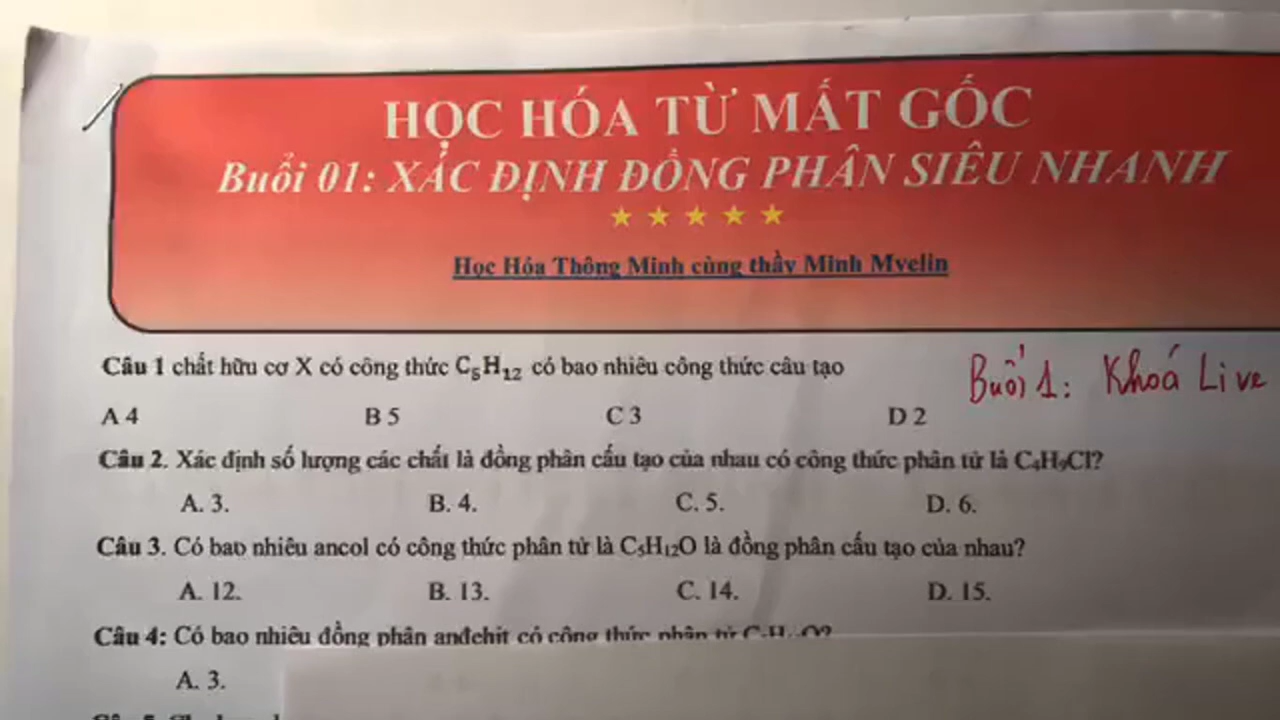 HỌC HÓA TỪ MẤT GỐC
Buổi 01: XÁC ĐỊNH ĐỒNG PHÂN SIÊU NHANH
Học Hóa Thông Minh cùng thầy Minh Myelin
Câu 1 chất hữu cơ X có công thức C₅H₁₂ có bao nhiêu công thức câu tạo
Buổi 1: Khoá Live
A 4 B 5 C 3 D 2
Câu 2. Xác định số lượng các chất là đồng phân cấu tạo của nhau có công thức phân tử là C₄H₉Cl?
A. 3. B. 4. C. 5. D. 6.
Câu 3. Có bao nhiêu ancol có công thức phân tử là C₅H₁₂O là đồng phân cấu tạo của nhau?
A. 12. B. 13. C. 14. D. 15.
Câu 4: Có bao nhiêu đồng phân anđehit có công thức phân tử
A. 3.